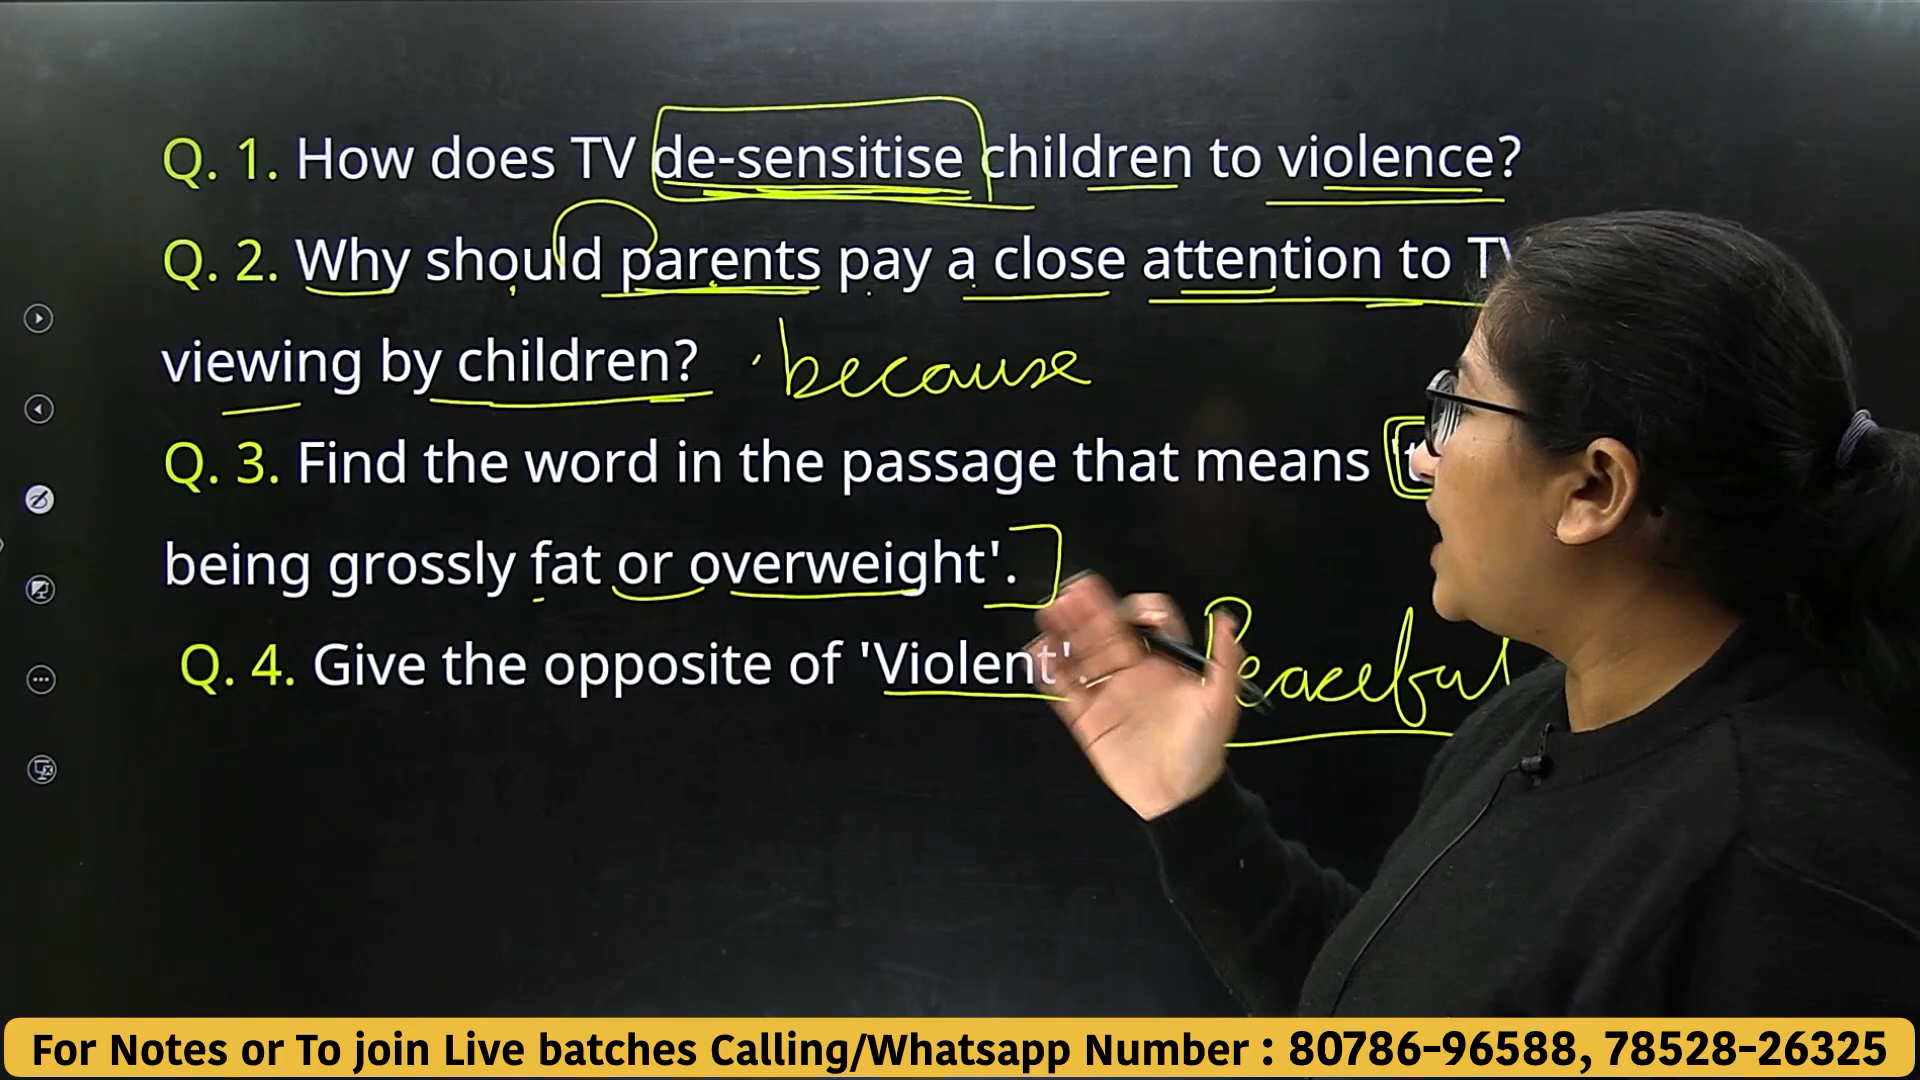 Q. 1. How does TV de-sensitise children to violence?
Q. 2. Why should parents pay a close attention to TV
viewing by children? because
Q. 3. Find the word in the passage that means
being grossly fat or overweight'.
Q. 4. Give the opposite of 'Violent'. Peaceful
For Notes or To join Live batches Calling/Whatsapp Number : 80786-96588, 78528-26325